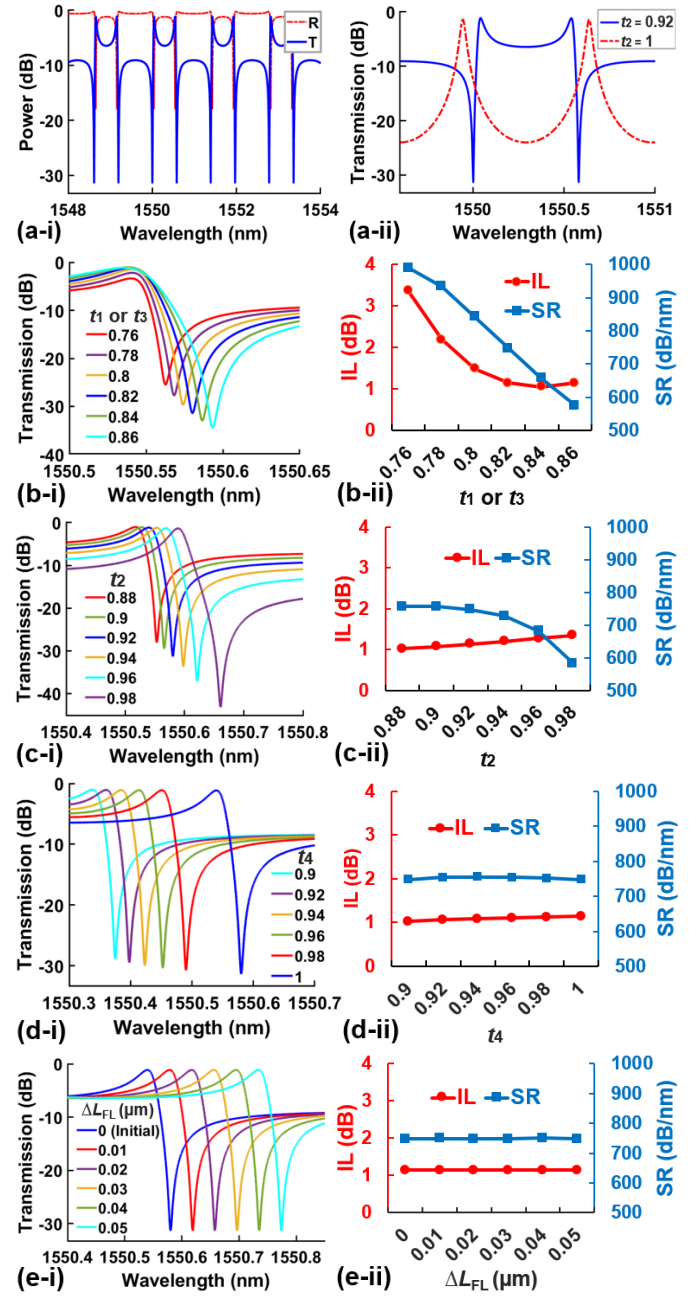 0
-10
-20
-30
Power (dB)
R
T
1548
1550
1552
1554
Wavelength (nm)
(a-i)
0
-10
-20
-30
Transmission (dB)
t2 = 0.92
t2 = 1
1550
1550.5
1551
Wavelength (nm)
(a-ii)
0
-10
-20
-30
-40
Transmission (dB)
t1 or t3
0.76
0.78
0.8
0.82
0.84
0.86
1550.5
1550.55
1550.6
1550.65
Wavelength (nm)
(b-i)
4
3
2
1
0
IL (dB)
IL
SR
1000
900
800
700
600
500
SR (dB/nm)
0.76
0.78
0.8
0.82
0.84
0.86
t1 or t3
(b-ii)
0
-10
-20
-30
-40
Transmission (dB)
t2
0.88
0.9
0.92
0.94
0.96
0.98
1550.4
1550.5
1550.6
1550.7
1550.8
Wavelength (nm)
(c-i)
4
3
2
1
0
IL (dB)
IL
SR
1000
900
800
700
600
500
SR (dB/nm)
0.88
0.9
0.92
0.94
0.96
0.98
t2
(c-ii)
0
-10
-20
-30
Transmission (dB)
t4
0.9
0.92
0.94
0.96
0.98
1
1550.3
1550.4
1550.5
1550.6
1550.7
Wavelength (nm)
(d-i)
4
3
2
1
0
IL (dB)
IL
SR
1000
900
800
700
600
500
SR (dB/nm)
0.9
0.92
0.94
0.96
0.98
1
t4
(d-ii)
0
-10
-20
-30
Transmission (dB)
ΔLFL (μm)
0 (Initial)
0.01
0.02
0.03
0.04
0.05
1550.4
1550.5
1550.6
1550.7
1550.8
Wavelength (nm)
(e-i)
4
3
2
1
0
IL (dB)
IL
SR
1000
900
800
700
600
500
SR (dB/nm)
0
0.01
0.02
0.03
0.04
0.05
ΔLFL (μm)
(e-ii)